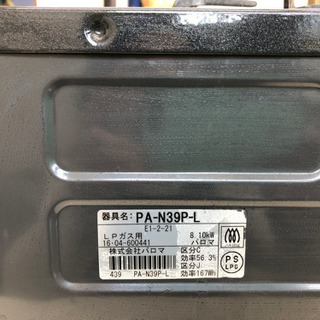 器具名: PA-N39P-L
E1-2-21
LPガス用 8.10kW
16・04-600441 パロマ
株式会社パロマ 区分C
効率56.3%
区分J
439 PA-N39P-L 効率167Wh
PS
LPG